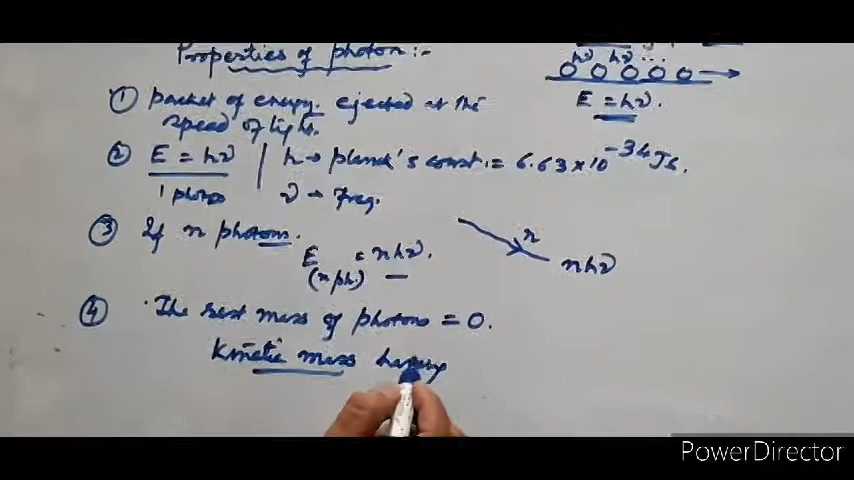 Properties of photon :-
① packet of energy. ejected at the
speed of light.
② E = hν | h → planck's const. = 6.63×10⁻³⁴ Js.
1 photon ν → freq.
③ If n photons.
E = nhν.
(n ph)
n
nhν
④ The rest mass of photons = 0.
Kinetic mass
hν hν ...
E = hν.
PowerDirector